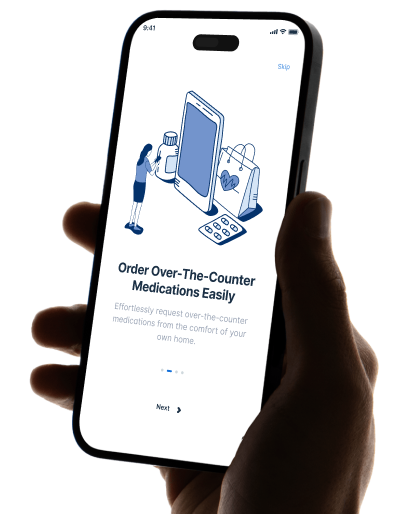 9:41
Skip
Order Over-The-Counter
Medications Easily
Effortlessly request over-the-counter
medications from the comfort of your
own home.
Next